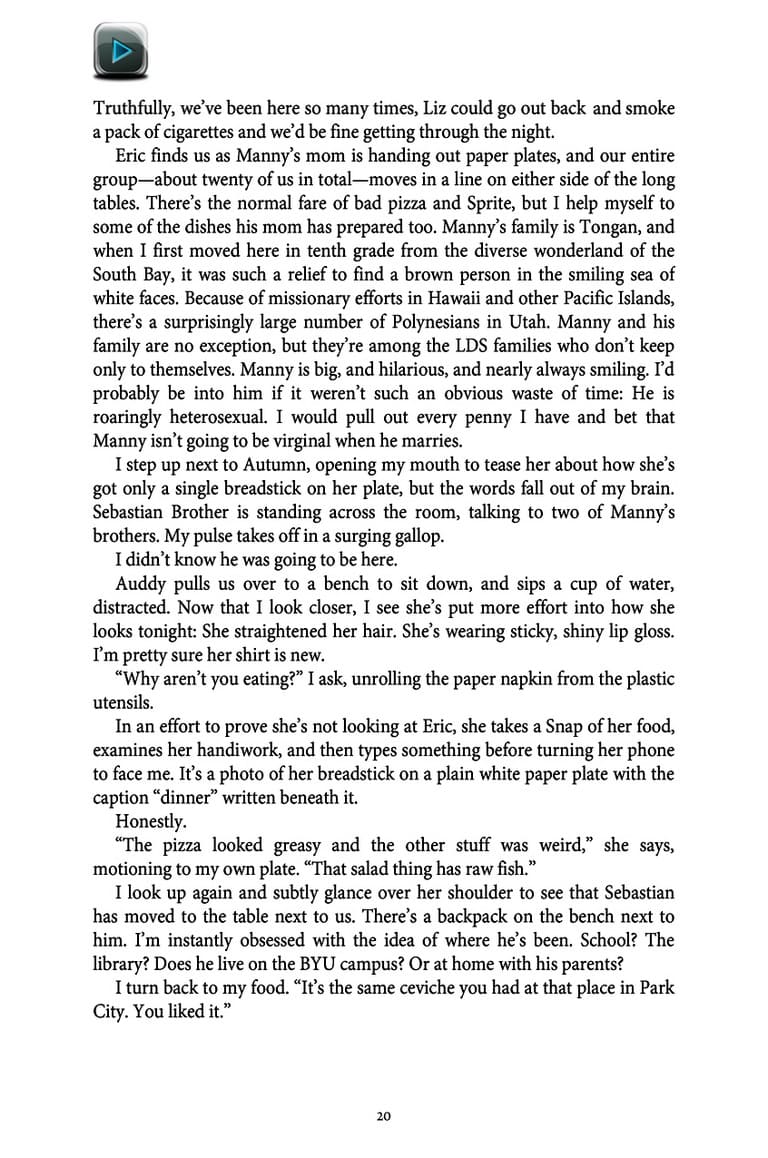 Truthfully, we’ve been here so many times, Liz could go out back and smoke
a pack of cigarettes and we’d be fine getting through the night.
Eric finds us as Manny’s mom is handing out paper plates, and our entire
group—about twenty of us in total—moves in a line on either side of the long
tables. There’s the normal fare of bad pizza and Sprite, but I help myself to
some of the dishes his mom has prepared too. Manny’s family is Tongan, and
when I first moved here in tenth grade from the diverse wonderland of the
South Bay, it was such a relief to find a brown person in the smiling sea of
white faces. Because of missionary efforts in Hawaii and other Pacific Islands,
there’s a surprisingly large number of Polynesians in Utah. Manny and his
family are no exception, but they’re among the LDS families who don’t keep
only to themselves. Manny is big, and hilarious, and nearly always smiling. I’d
probably be into him if it weren’t such an obvious waste of time: He is
roaringly heterosexual. I would pull out every penny I have and bet that
Manny isn’t going to be virginal when he marries.
I step up next to Autumn, opening my mouth to tease her about how she’s
got only a single breadstick on her plate, but the words fall out of my brain.
Sebastian Brother is standing across the room, talking to two of Manny’s
brothers. My pulse takes off in a surging gallop.
I didn’t know he was going to be here.
Auddy pulls us over to a bench to sit down, and sips a cup of water,
distracted. Now that I look closer, I see she’s put more effort into how she
looks tonight: She straightened her hair. She’s wearing sticky, shiny lip gloss.
I’m pretty sure her shirt is new.
“Why aren’t you eating?” I ask, unrolling the paper napkin from the plastic
utensils.
In an effort to prove she’s not looking at Eric, she takes a Snap of her food,
examines her handiwork, and then types something before turning her phone
to face me. It’s a photo of her breadstick on a plain white paper plate with the
caption “dinner” written beneath it.
Honestly.
“The pizza looked greasy and the other stuff was weird,” she says,
motioning to my own plate. “That salad thing has raw fish.”
I look up again and subtly glance over her shoulder to see that Sebastian
has moved to the table next to us. There’s a backpack on the bench next to
him. I’m instantly obsessed with the idea of where he’s been. School? The
library? Does he live on the BYU campus? Or at home with his parents?
I turn back to my food. “It’s the same ceviche you had at that place in Park
City. You liked it.”
20